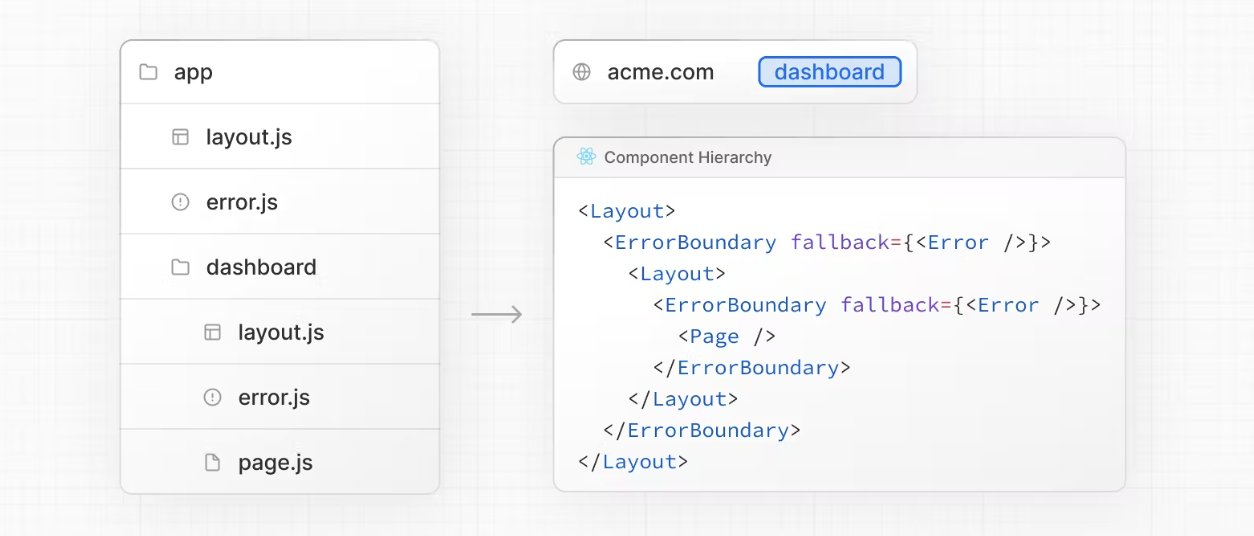 app
layout.js
error.js
dashboard
layout.js
error.js
page.js
acme.com dashboard
Component Hierarchy
<Layout>
<ErrorBoundary fallback={<Error />}>
<Layout>
<ErrorBoundary fallback={<Error />}>
<Page />
</ErrorBoundary>
</Layout>
</ErrorBoundary>
</Layout>